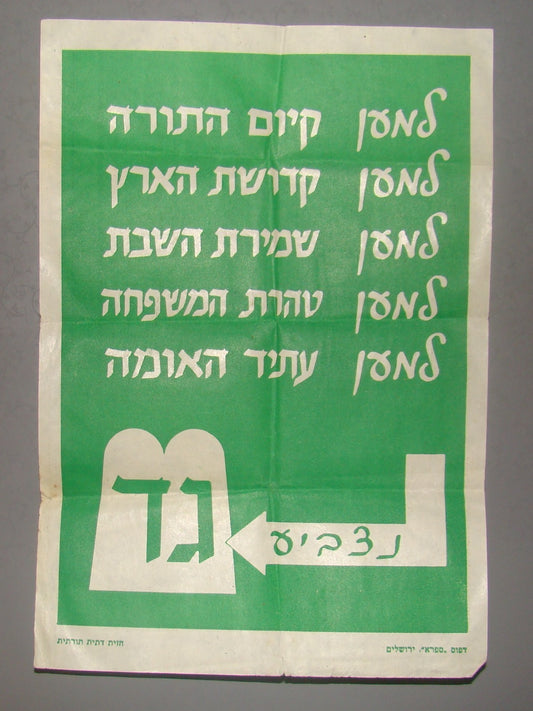 למען קיום התורה
למען קדושת הארץ
למען שמירת השבת
למען טהרת המשפחה
למען עתיד האומה
נצביע
גד
דפוס "ספרא", ירושלים
חזית דתית תורתית